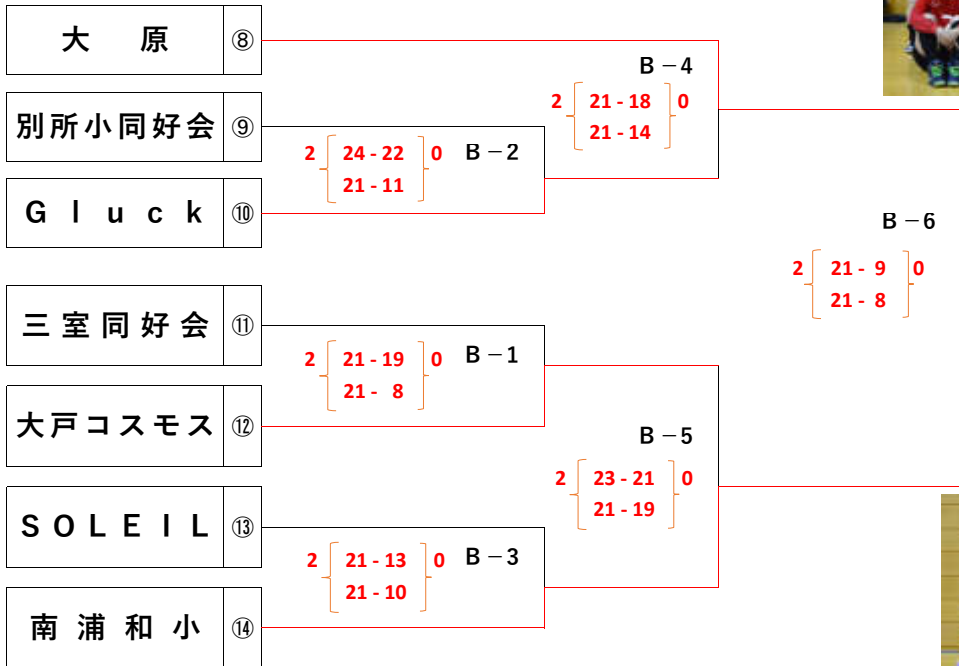 大原 ⑧
B－4
2 21 - 18 0
21 - 14
別所小同好会 ⑨
2 24 - 22 0 B－2
21 - 11
Gluck ⑩
B－6
2 21 - 9 0
21 - 8
三室同好会 ⑪
2 21 - 19 0 B－1
21 - 8
大戸コスモス ⑫
B－5
2 23 - 21 0
21 - 19
SOLEIL ⑬
2 21 - 13 0 B－3
21 - 10
南浦和小 ⑭